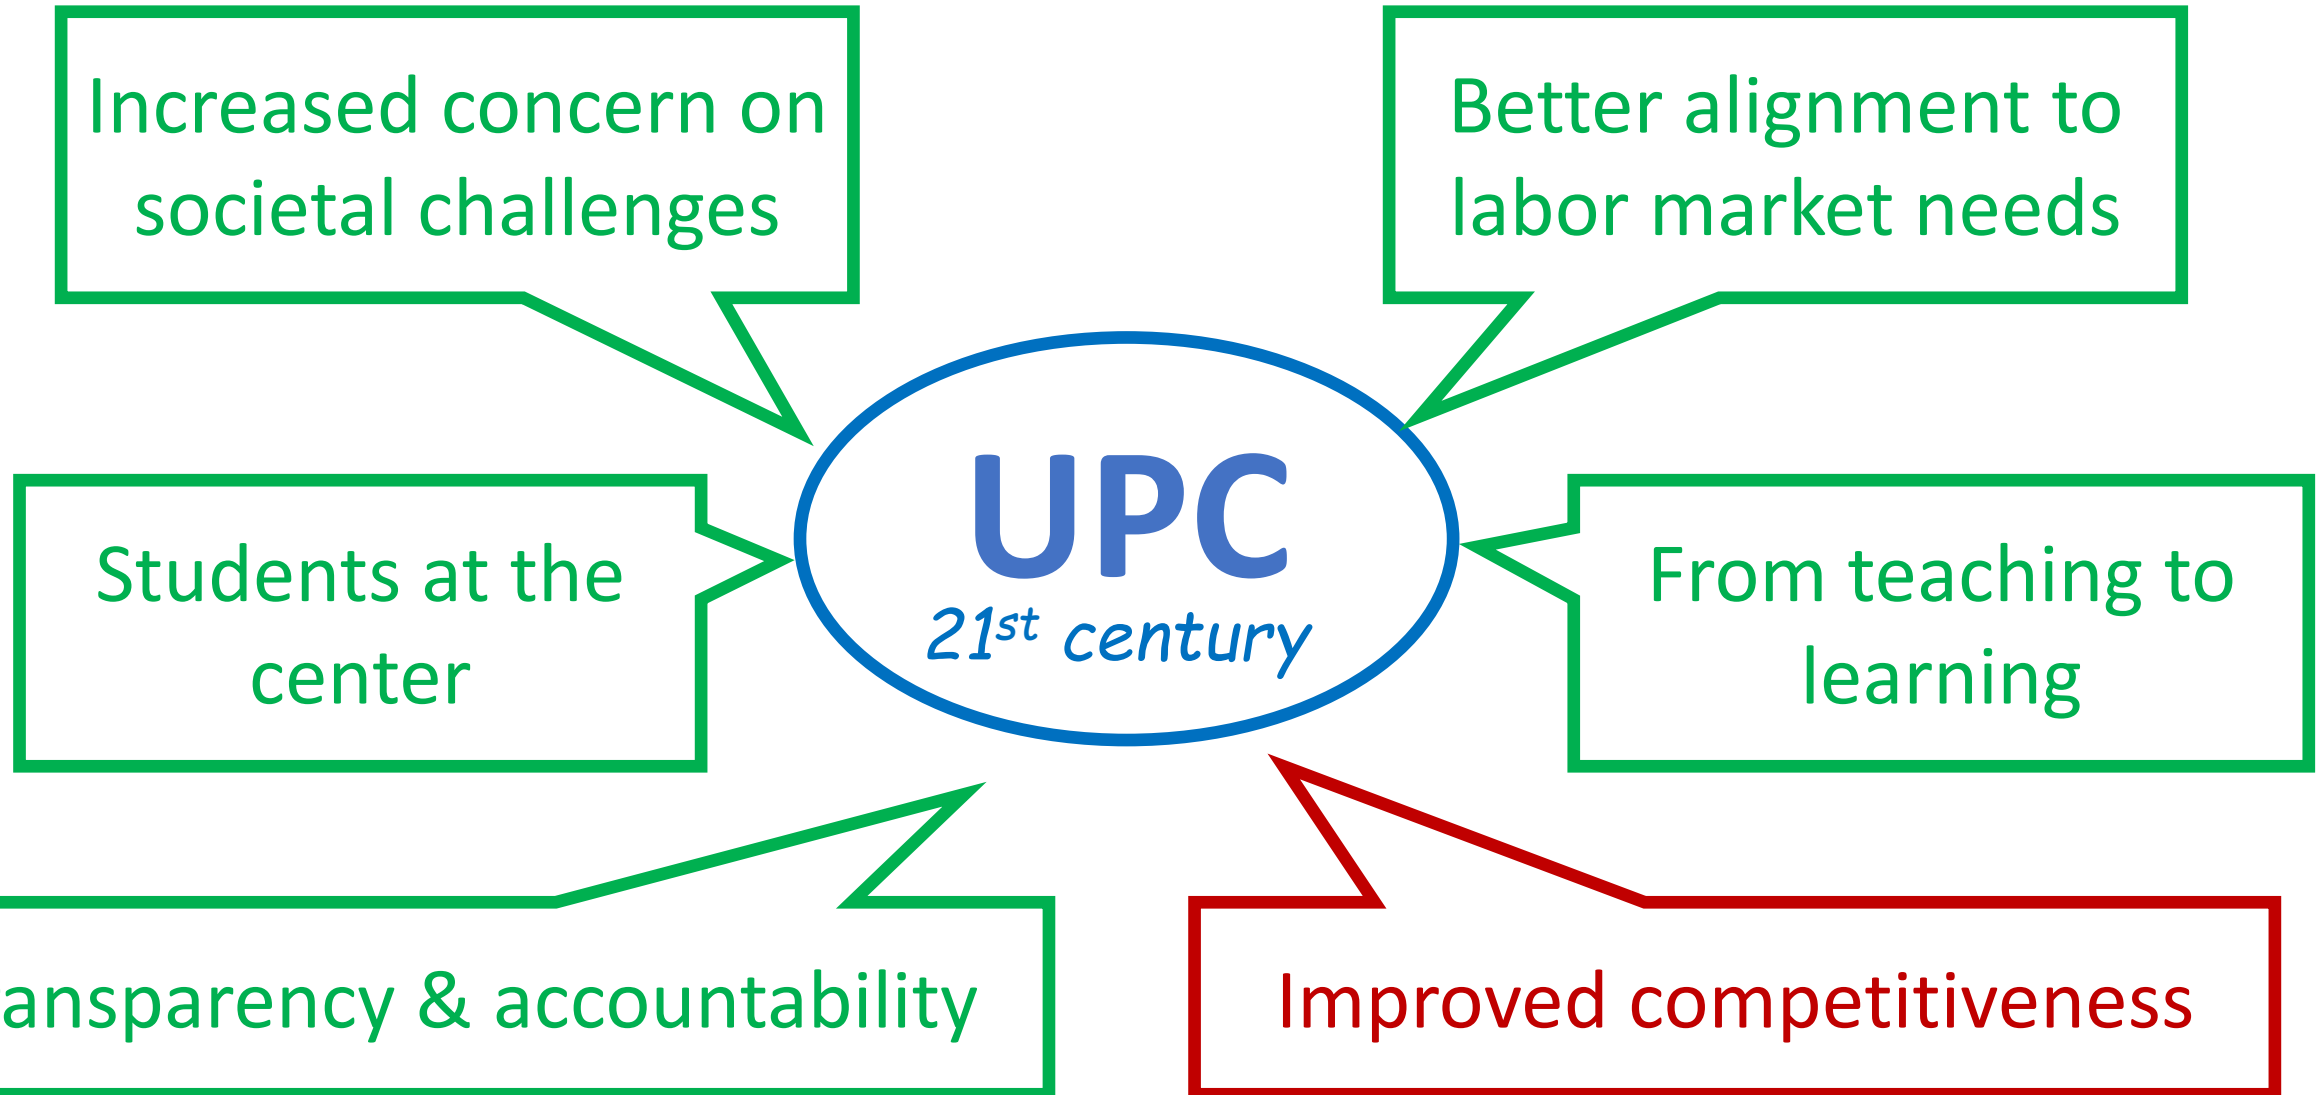 Increased concern on
societal challenges
Better alignment to
labor market needs
UPC
21st century
Students at the
center
From teaching to
learning
ansparency & accountability
Improved competitiveness